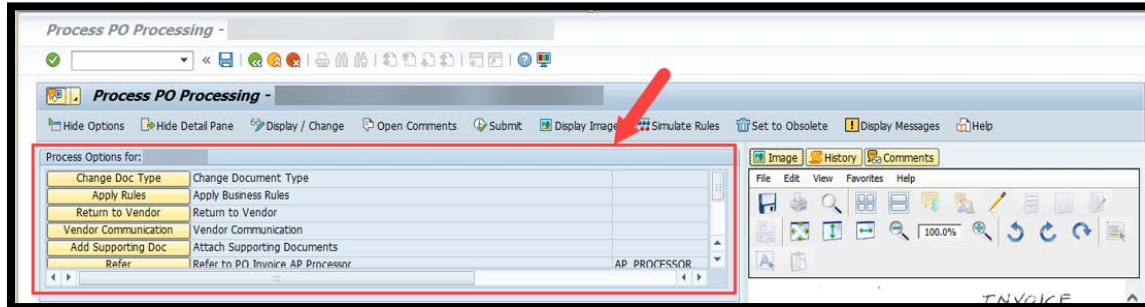 Process PO Processing -
Process PO Processing -
Hide Options Hide Detail Pane Display / Change Open Comments Submit Display Image Simulate Rules Set to Obsolete Display Messages Help
Process Options for:
Change Doc Type Change Document Type
Apply Rules Apply Business Rules
Return to Vendor Return to Vendor
Vendor Communication Vendor Communication
Add Supporting Doc Attach Supporting Documents
Refer Refer to PO Invoice AP Processor AP_PROCESSOR
Image History Comments
File Edit View Favorites Help
100.0%
INVOICE